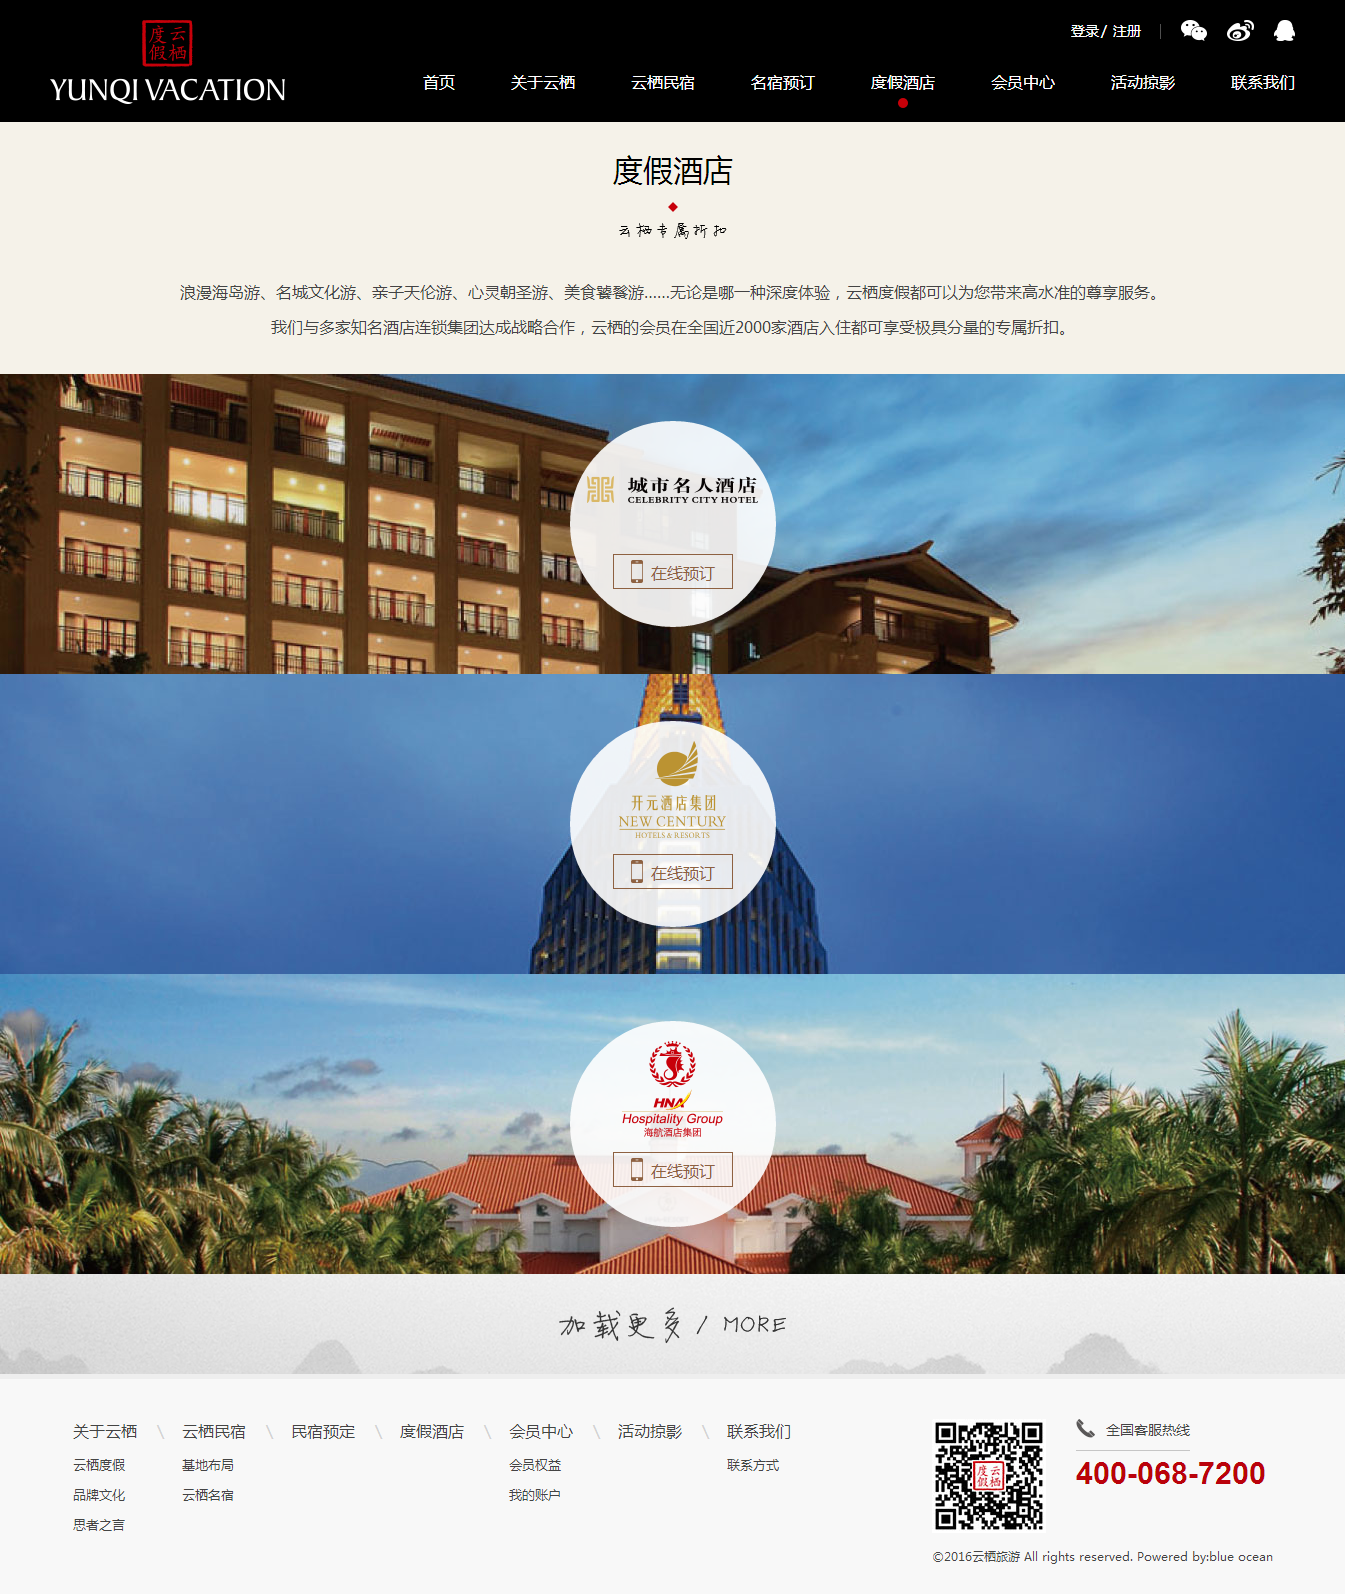 度假 云栖
YUNQI VACATION
登录 / 注册
首页 关于云栖 云栖民宿 名宿预订 度假酒店 会员中心 活动掠影 联系我们
度假酒店
云栖专属折扣
浪漫海岛游、名城文化游、亲子天伦游、心灵朝圣游、美食饕餮游......无论是哪一种深度体验，云栖度假都可以为您带来高水准的尊享服务。
我们与多家知名酒店连锁集团达成战略合作，云栖的会员在全国近2000家酒店入住都可享受极具分量的专属折扣。
城市名人酒店
CELEBRITY CITY HOTEL
在线预订
开元酒店集团
NEW CENTURY
HOTELS & RESORTS
在线预订
HNA
Hospitality Group
海航酒店集团
在线预订
加载更多 / MORE
关于云栖 \ 云栖民宿 \ 民宿预定 \ 度假酒店 \ 会员中心 \ 活动掠影 \ 联系我们
云栖度假 基地布局 会员权益 联系方式
品牌文化 云栖名宿 我的账户
思者之言
度假 云栖
全国客服热线
400-068-7200
©2016云栖旅游 All rights reserved. Powered by:blue ocean